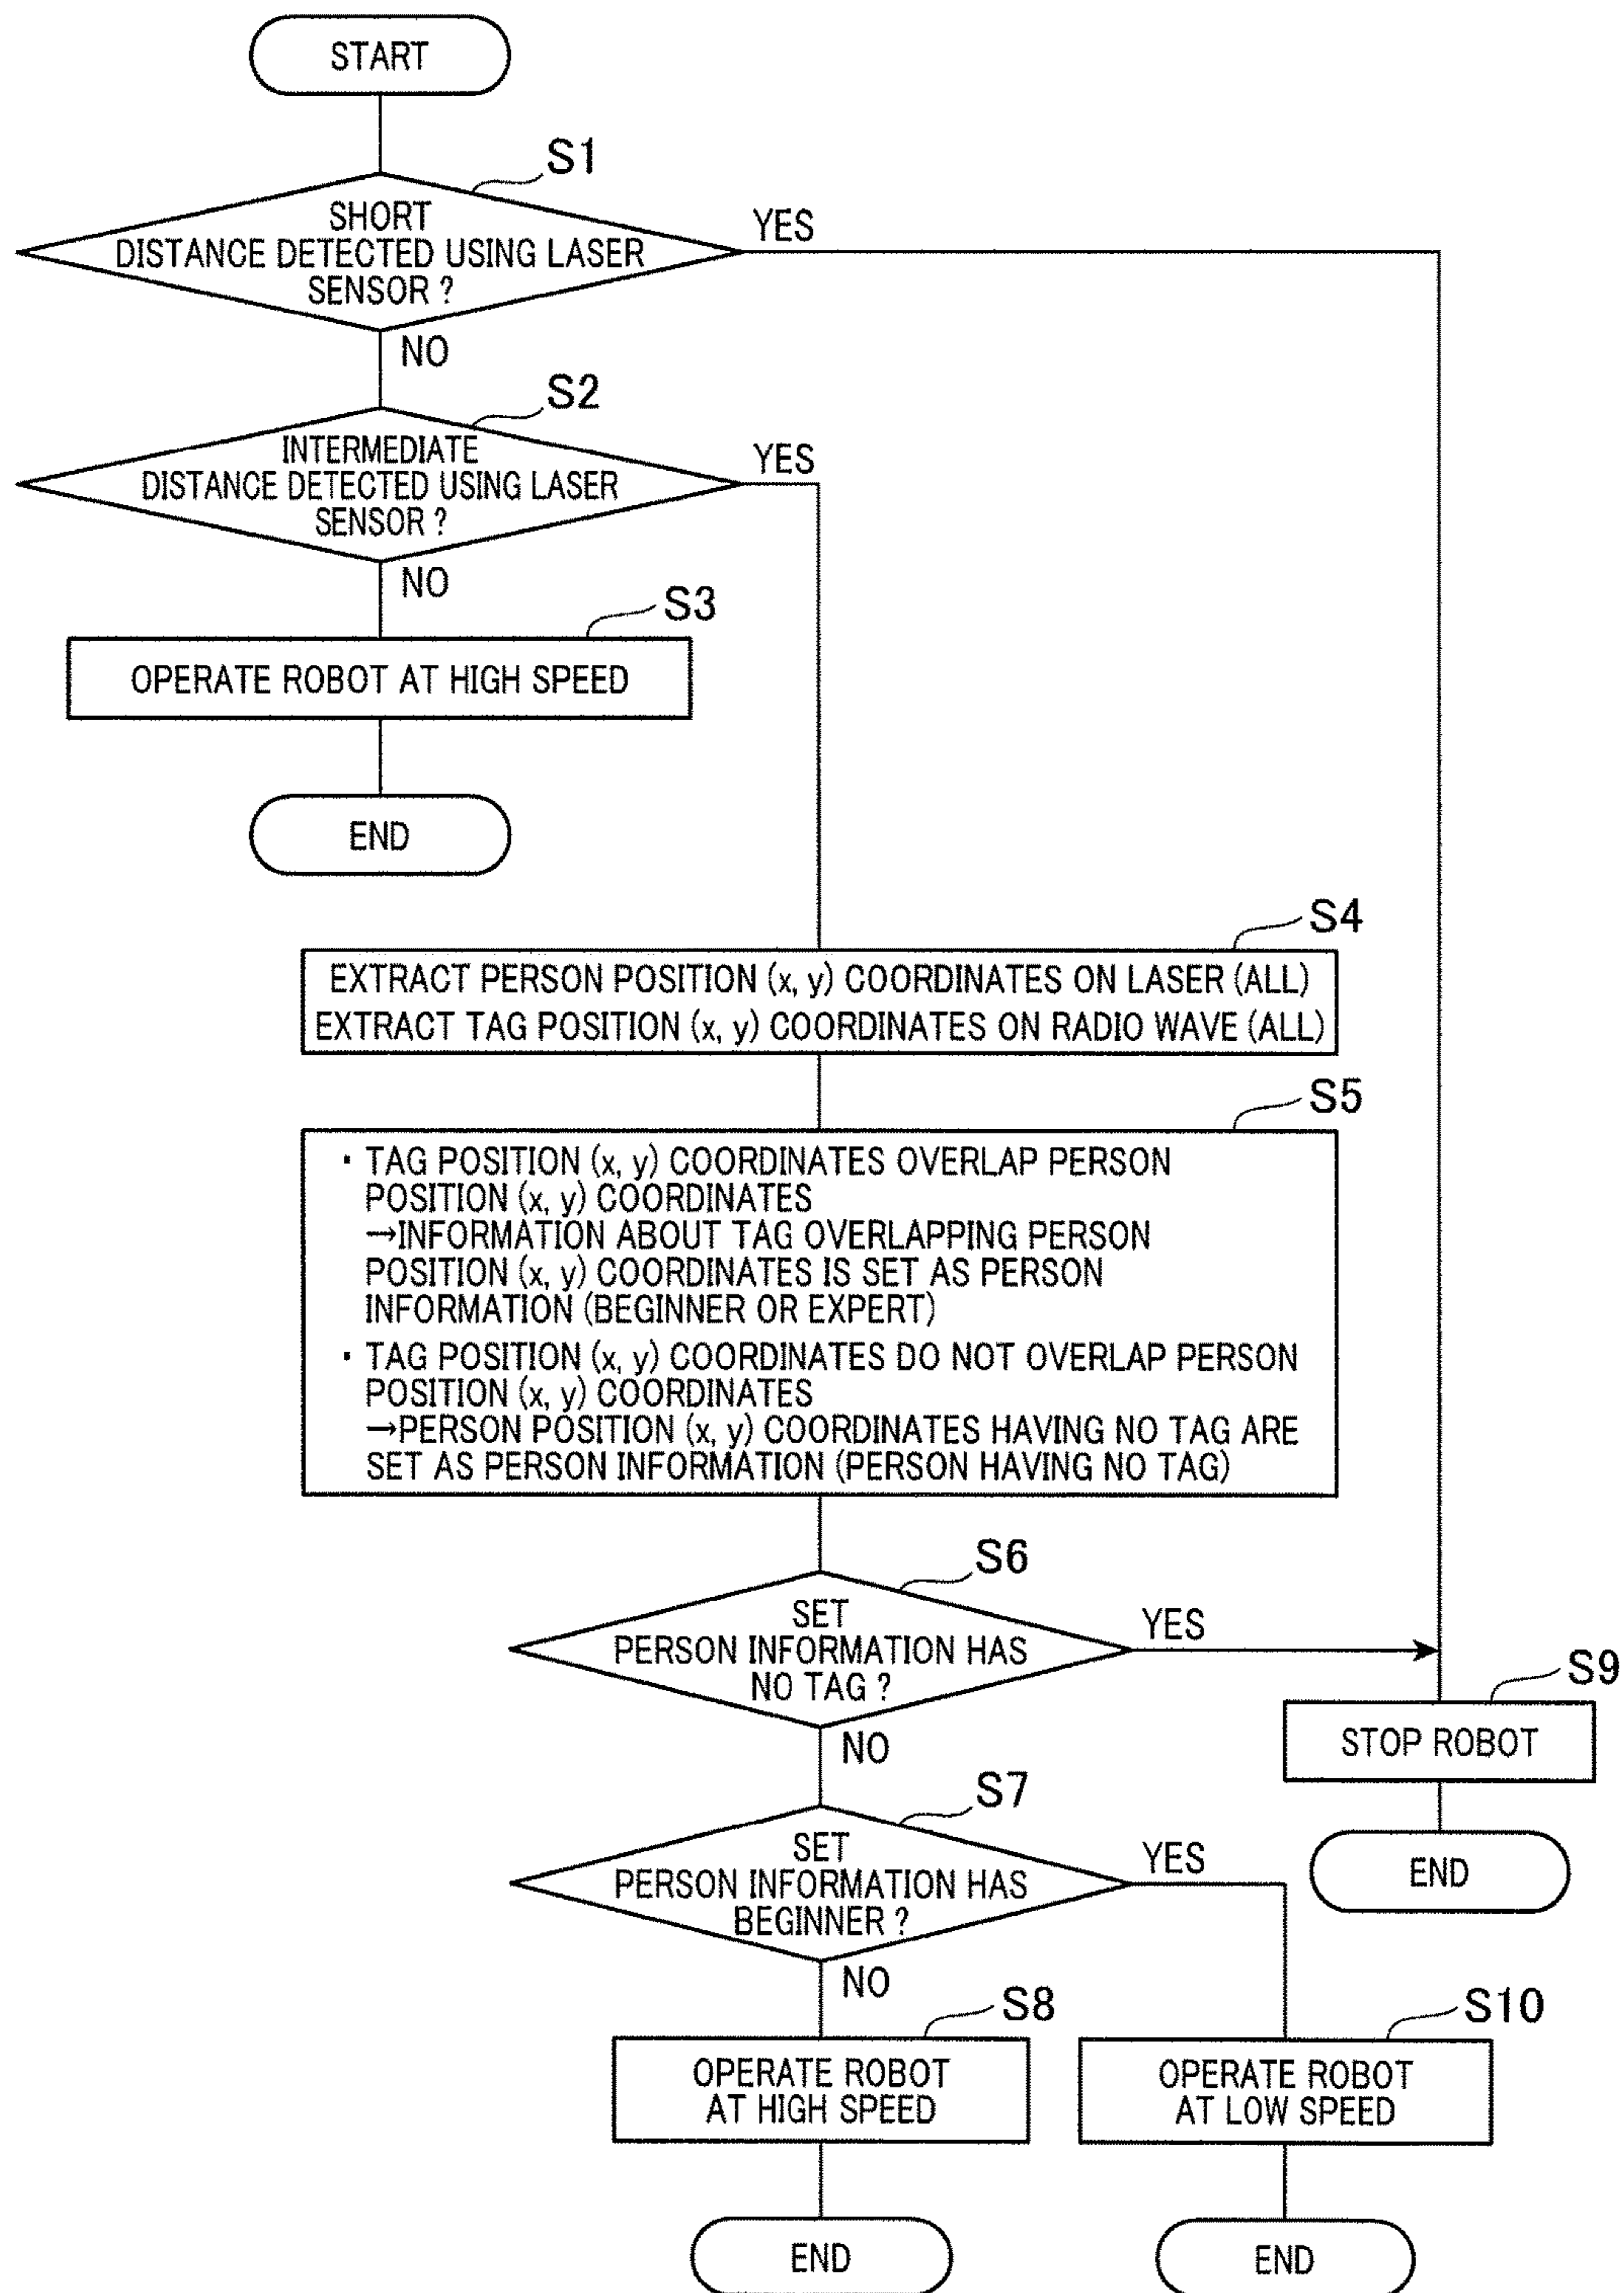 START
S1
SHORT
DISTANCE DETECTED USING LASER
SENSOR ?
YES
NO
S2
INTERMEDIATE
DISTANCE DETECTED USING LASER
SENSOR ?
YES
NO
S3
OPERATE ROBOT AT HIGH SPEED
END
S4
EXTRACT PERSON POSITION (x, y) COORDINATES ON LASER (ALL)
EXTRACT TAG POSITION (x, y) COORDINATES ON RADIO WAVE (ALL)
S5
・TAG POSITION (x, y) COORDINATES OVERLAP PERSON
POSITION (x, y) COORDINATES
→INFORMATION ABOUT TAG OVERLAPPING PERSON
POSITION (x, y) COORDINATES IS SET AS PERSON
INFORMATION (BEGINNER OR EXPERT)
・TAG POSITION (x, y) COORDINATES DO NOT OVERLAP PERSON
POSITION (x, y) COORDINATES
→PERSON POSITION (x, y) COORDINATES HAVING NO TAG ARE
SET AS PERSON INFORMATION (PERSON HAVING NO TAG)
S6
SET
PERSON INFORMATION HAS
NO TAG ?
YES
NO
S9
STOP ROBOT
END
S7
SET
PERSON INFORMATION HAS
BEGINNER ?
YES
NO
S8
OPERATE ROBOT
AT HIGH SPEED
END
S10
OPERATE ROBOT
AT LOW SPEED
END